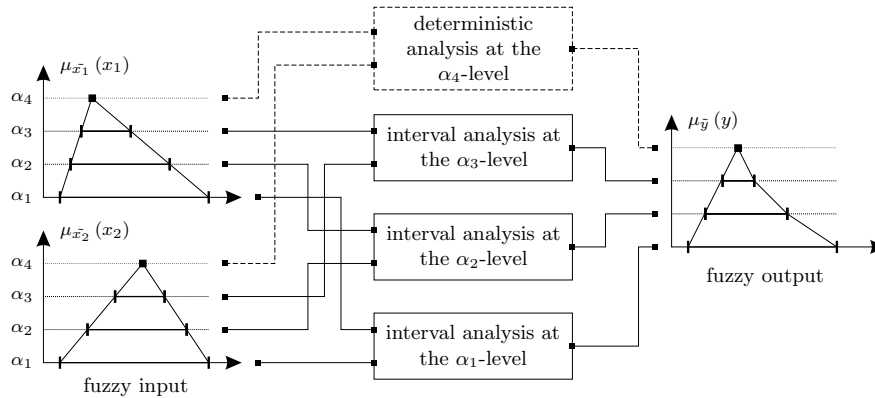 μx̃1 (x1)
α4
α3
α2
α1
μx̃2 (x2)
α4
α3
α2
α1
fuzzy input
deterministic
analysis at the
α4-level
interval analysis at
the α3-level
interval analysis at
the α2-level
interval analysis at
the α1-level
μỹ (y)
fuzzy output